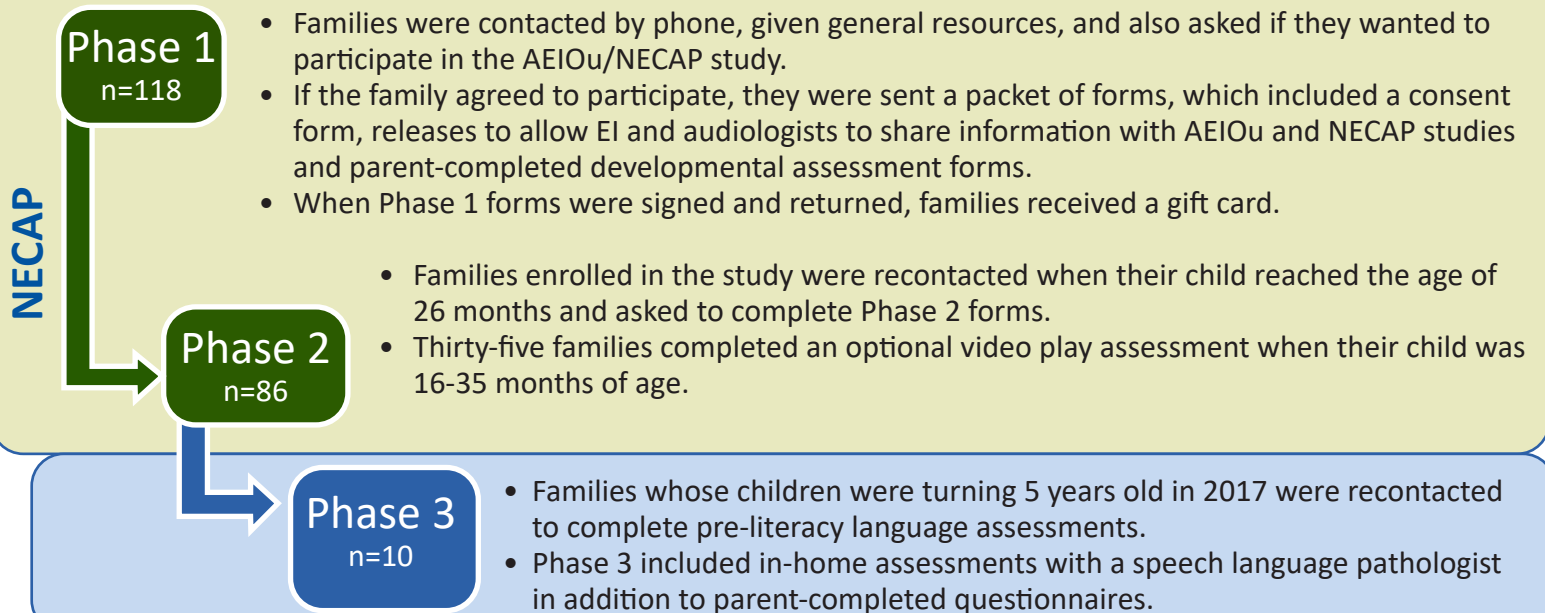 Phase 1
n=118
• Families were contacted by phone, given general resources, and also asked if they wanted to
participate in the AEIOu/NECAP study.
• If the family agreed to participate, they were sent a packet of forms, which included a consent
form, releases to allow EI and audiologists to share information with AEIOu and NECAP studies
and parent-completed developmental assessment forms.
• When Phase 1 forms were signed and returned, families received a gift card.
NECAP
Phase 2
n=86
• Families enrolled in the study were recontacted when their child reached the age of
26 months and asked to complete Phase 2 forms.
• Thirty-five families completed an optional video play assessment when their child was
16-35 months of age.
Phase 3
n=10
• Families whose children were turning 5 years old in 2017 were recontacted
to complete pre-literacy language assessments.
• Phase 3 included in-home assessments with a speech language pathologist
in addition to parent-completed questionnaires.